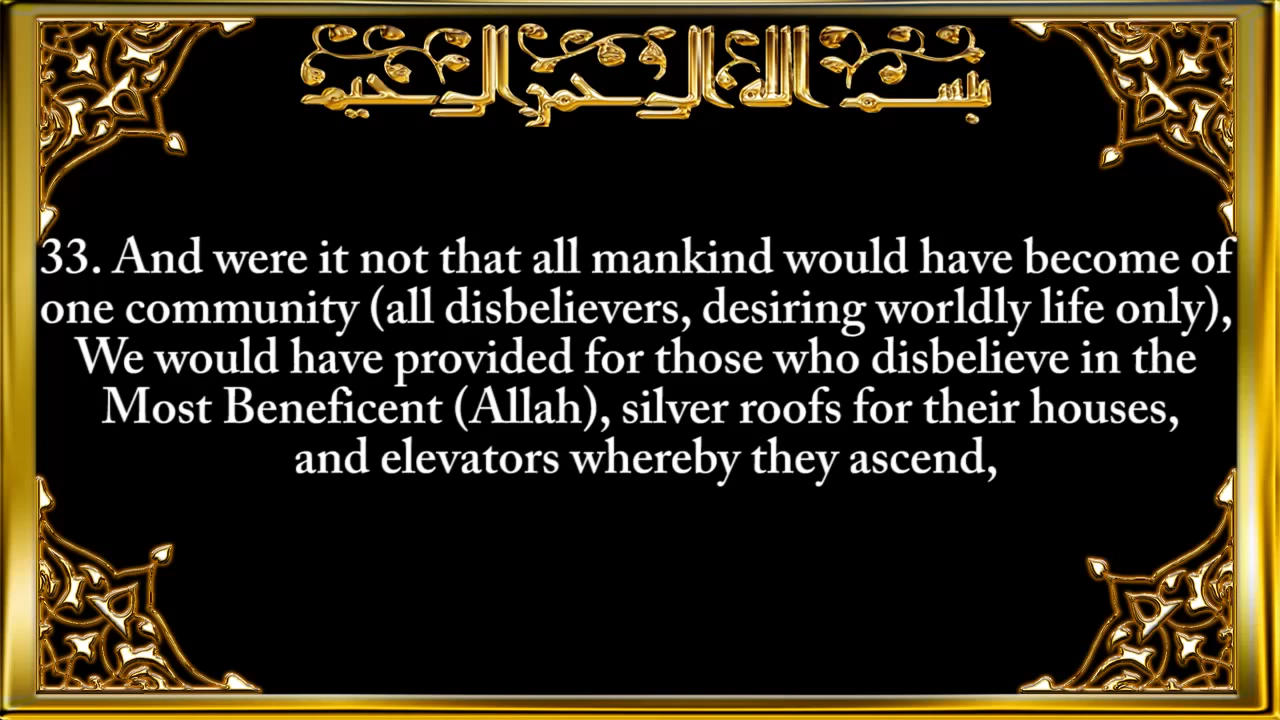 بسم الله الرحمن الرحيم
33. And were it not that all mankind would have become of
one community (all disbelievers, desiring worldly life only),
We would have provided for those who disbelieve in the
Most Beneficent (Allah), silver roofs for their houses,
and elevators whereby they ascend,